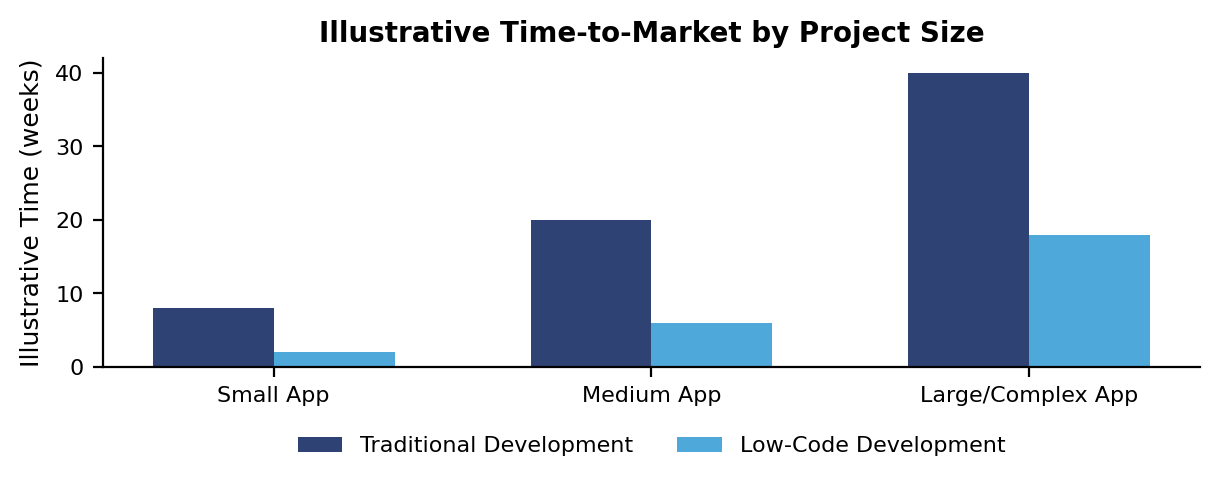 Illustrative Time-to-Market by Project Size
Illustrative Time (weeks)
40
30
20
10
0
Small App Medium App Large/Complex App
Traditional Development Low-Code Development